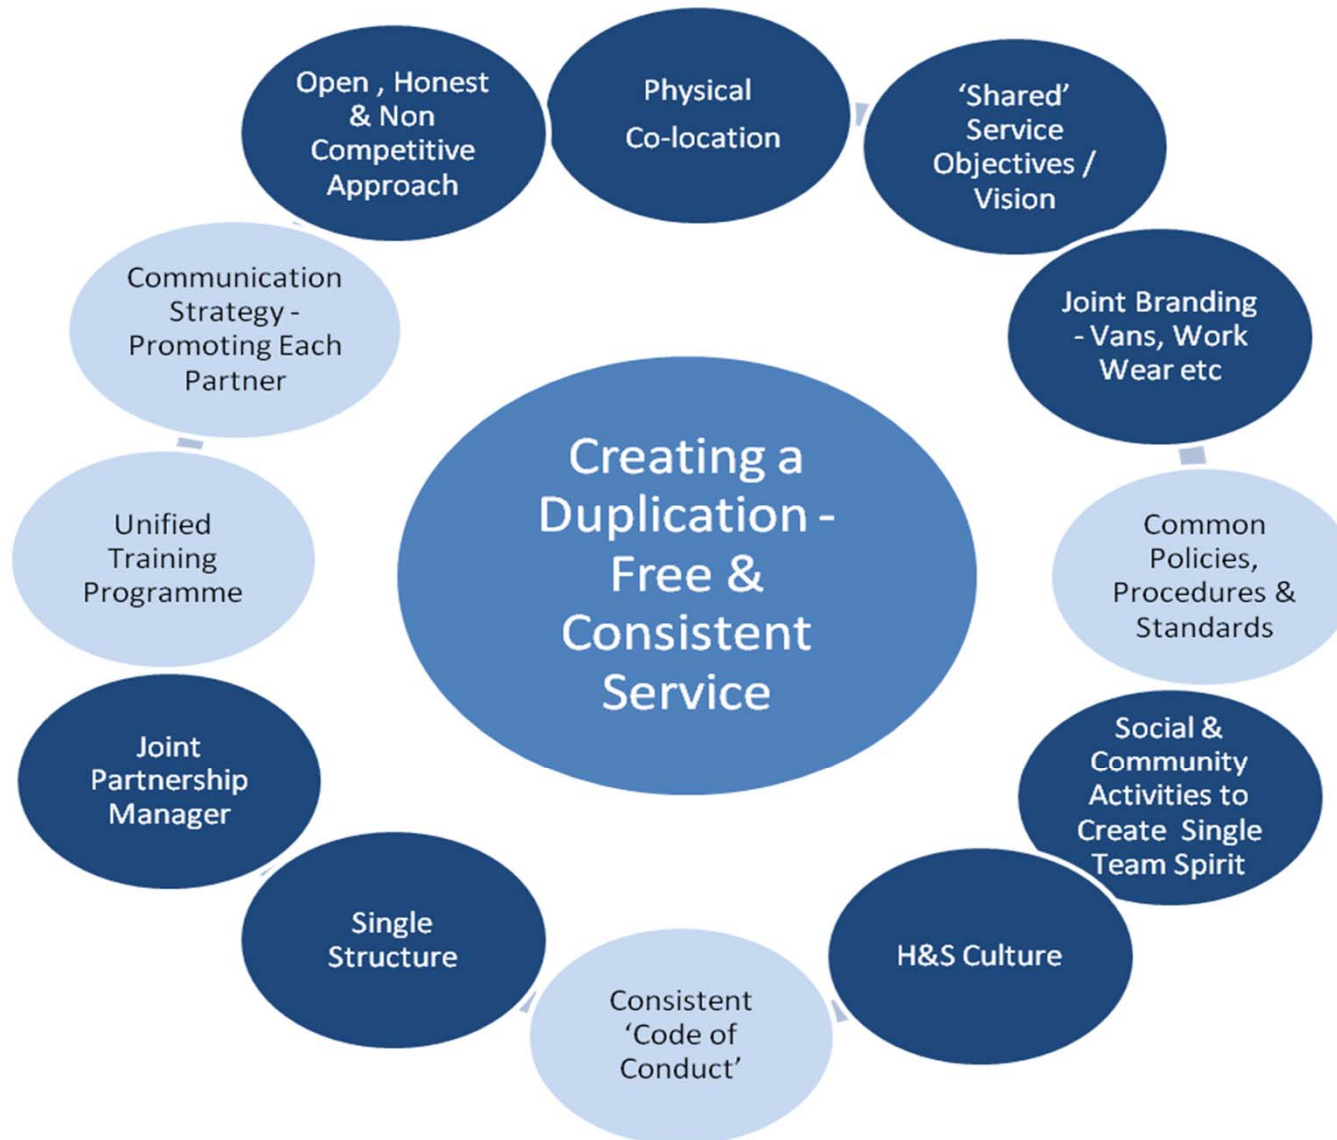 Open , Honest
& Non
Competitive
Approach
Physical
Co-location
‘Shared’
Service
Objectives /
Vision
Joint Branding
- Vans, Work
Wear etc
Common
Policies,
Procedures &
Standards
Social &
Community
Activities to
Create  Single
Team Spirit
H&S Culture
Consistent
‘Code of
Conduct’
Single
Structure
Joint
Partnership
Manager
Unified
Training
Programme
Communication
Strategy -
Promoting Each
Partner
Creating a
Duplication -
Free &
Consistent
Service